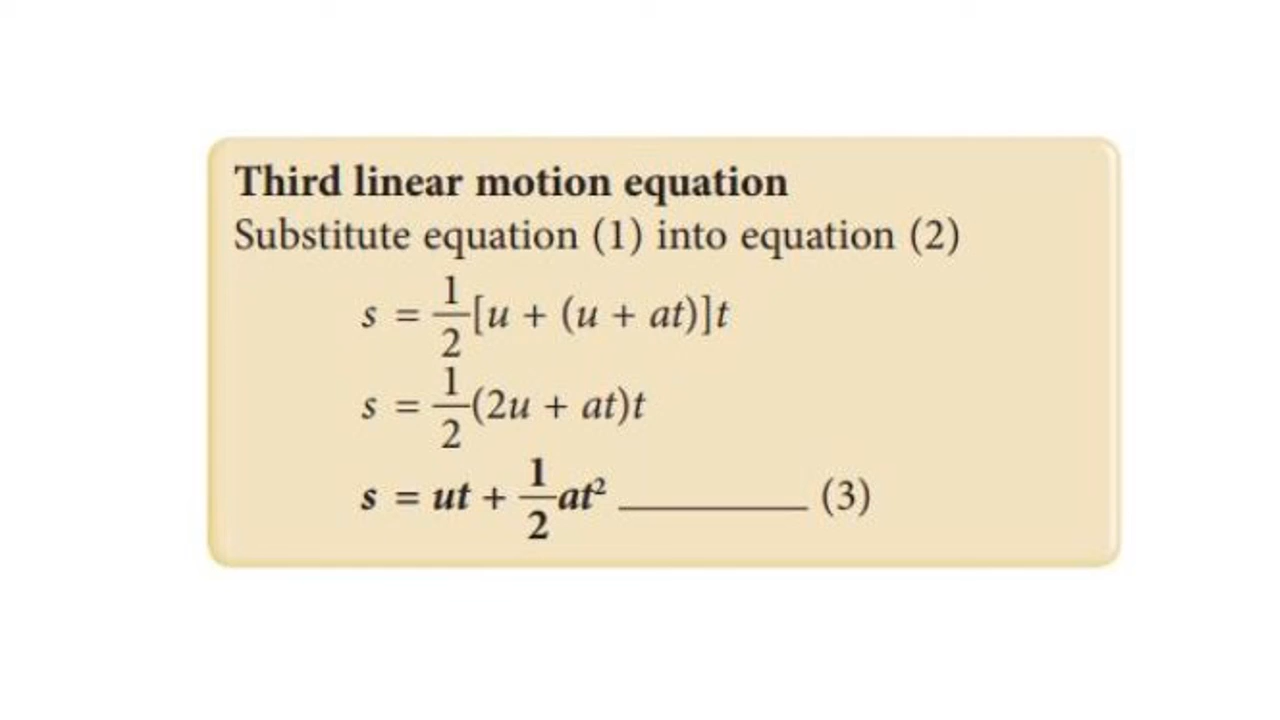 Third linear motion equation
Substitute equation (1) into equation (2)
s = 1/2[u + (u + at)]t
s = 1/2(2u + at)t
s = ut + 1/2at² __________ (3)